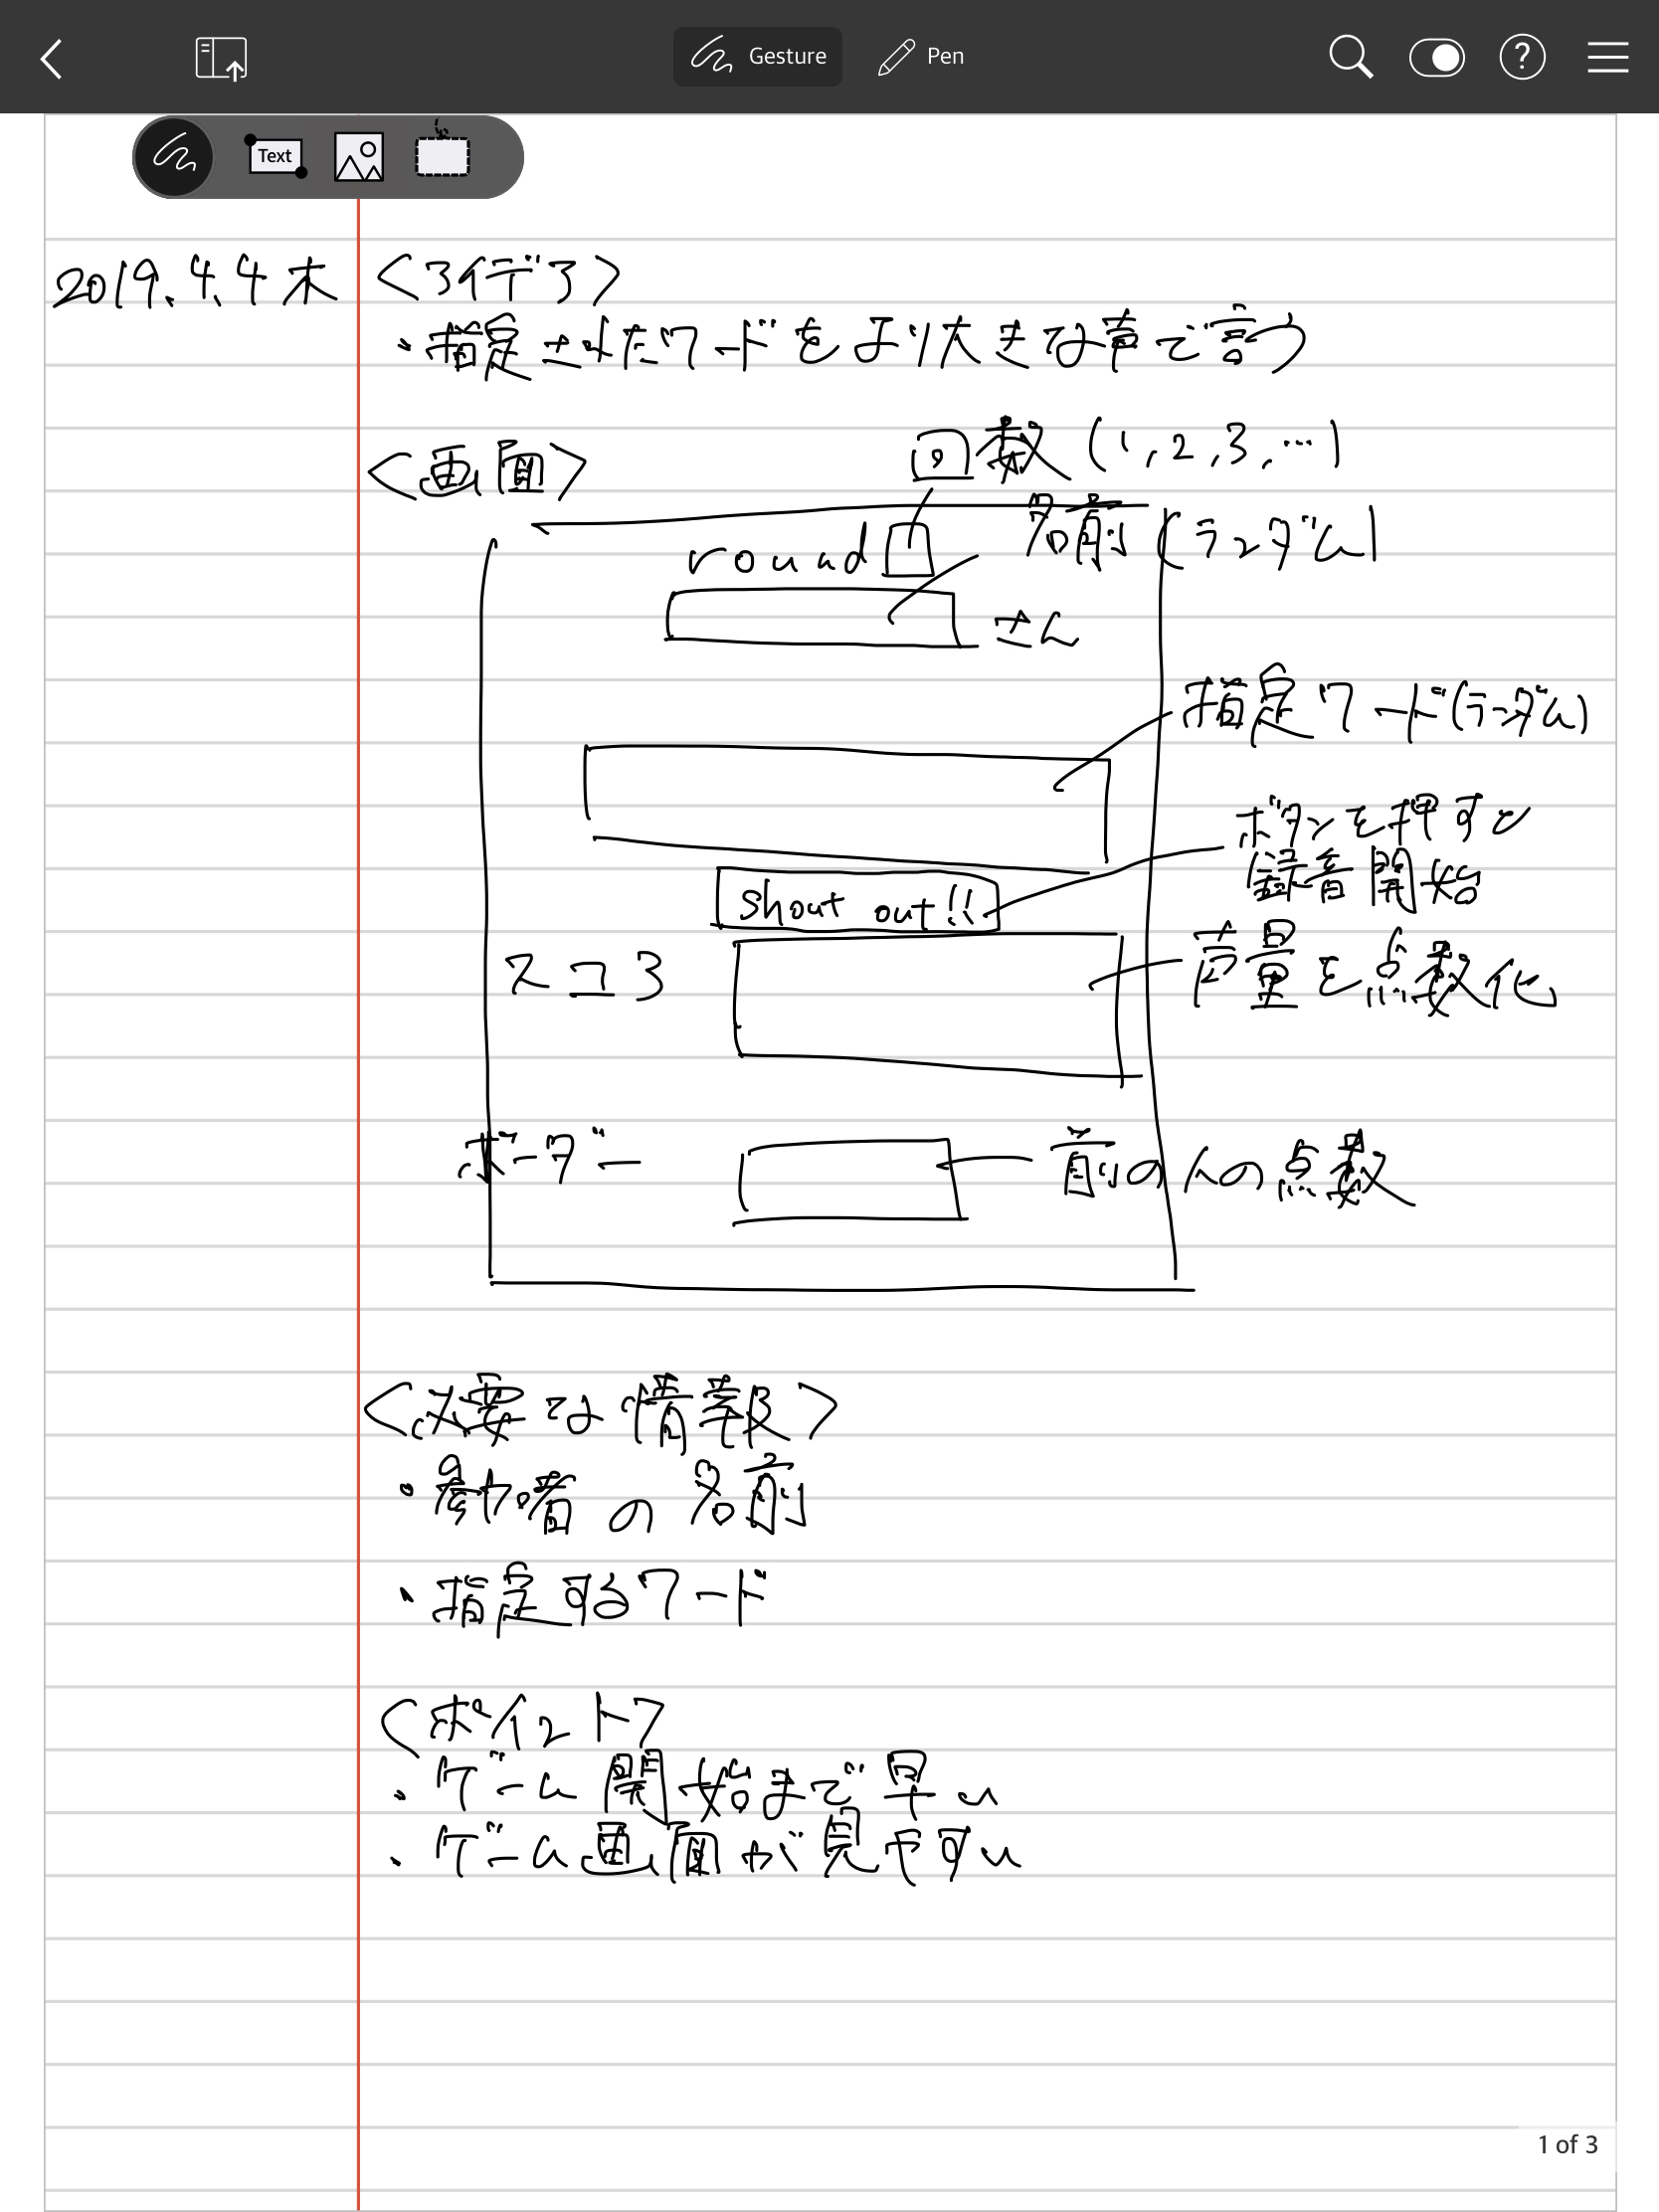 Gesture
Pen
Text
2019.4.4 木
<アイデア>
・指定されたワードをより大きな声で言う
<画面>
回数 (1, 2, 3, …)
名前 (ランダム)
round
さん
指定ワード(ランダム)
ボタンを押すと
録音開始
shout out!!
スコア
声量を点数化
ボーダー
前の人の点数
<必要な情報>
・参加者の名前
・指定するワード
<ポイント>
・ゲーム開始まで早い
・ゲーム画面が見やすい
1 of 3